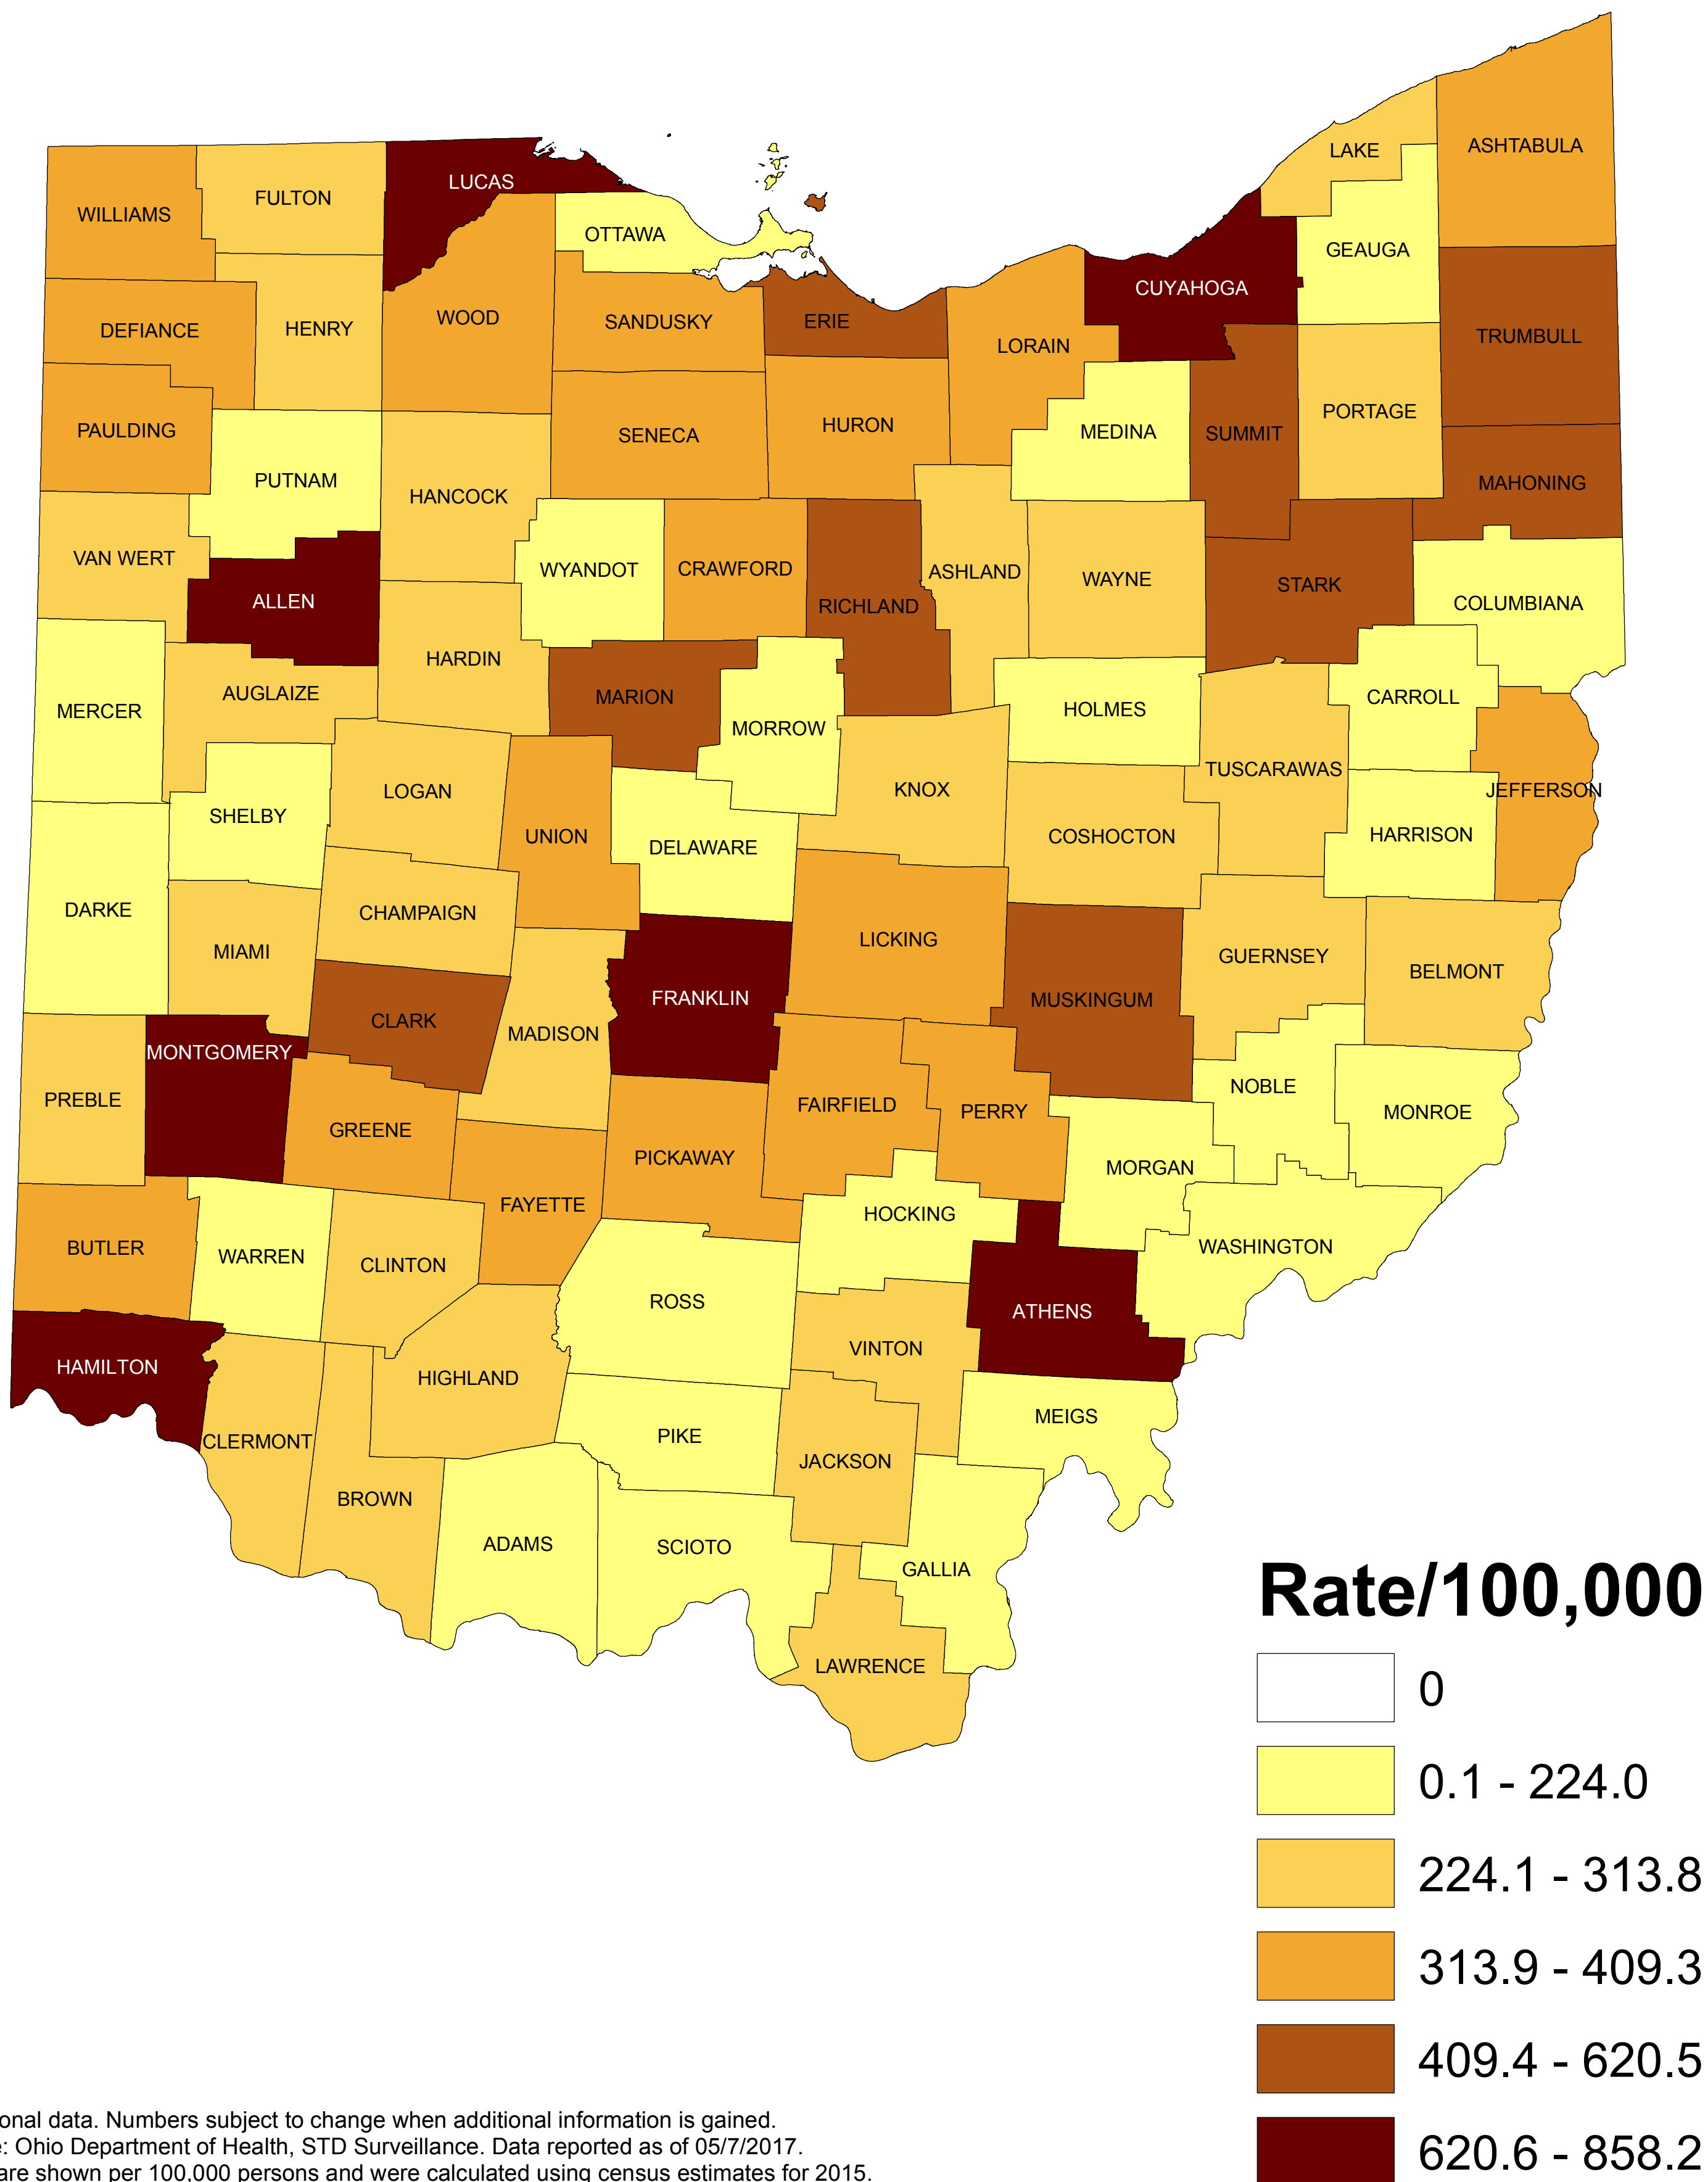 ASHTABULA
LAKE
LUCAS
FULTON
WILLIAMS
OTTAWA
GEAUGA
CUYAHOGA
WOOD
SANDUSKY
ERIE
DEFIANCE
HENRY
TRUMBULL
LORAIN
PORTAGE
HURON
PAULDING
SENECA
MEDINA
SUMMIT
PUTNAM
MAHONING
HANCOCK
VAN WERT
WYANDOT
CRAWFORD
ASHLAND
WAYNE
STARK
ALLEN
COLUMBIANA
RICHLAND
HARDIN
AUGLAIZE
MARION
CARROLL
MERCER
HOLMES
MORROW
TUSCARAWAS
LOGAN
KNOX
JEFFERSON
SHELBY
UNION
COSHOCTON
HARRISON
DELAWARE
DARKE
CHAMPAIGN
LICKING
MIAMI
GUERNSEY
BELMONT
FRANKLIN
MUSKINGUM
CLARK
MADISON
MONTGOMERY
NOBLE
PREBLE
FAIRFIELD
PERRY
MONROE
GREENE
PICKAWAY
MORGAN
FAYETTE
HOCKING
BUTLER
WARREN
CLINTON
WASHINGTON
ROSS
ATHENS
VINTON
HAMILTON
HIGHLAND
MEIGS
CLERMONT
PIKE
JACKSON
BROWN
ADAMS
SCIOTO
GALLIA
LAWRENCE
Rate/100,000
0
0.1 - 224.0
224.1 - 313.8
313.9 - 409.3
409.4 - 620.5
620.6 - 858.2
onal data. Numbers subject to change when additional information is gained.
e: Ohio Department of Health, STD Surveillance. Data reported as of 05/7/2017.
are shown per 100,000 persons and were calculated using census estimates for 2015.